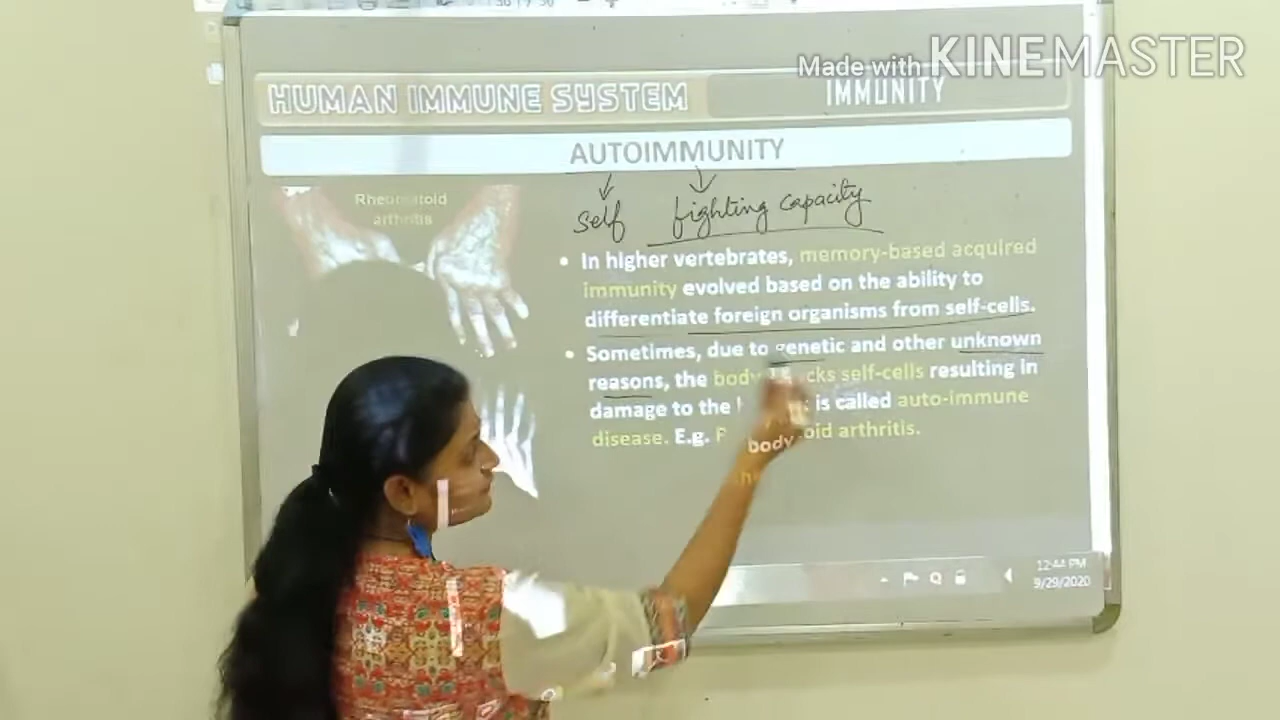 Made with KINEMASTER
HUMAN IMMUNE SYSTEM
IMMUNITY
AUTOIMMUNITY
Rheumatoid
arthritis
self fighting capacity
• In higher vertebrates, memory-based acquired
immunity evolved based on the ability to
differentiate foreign organisms from self-cells.
• Sometimes, due to genetic and other unknown
reasons, the body self-cells resulting in
damage to the is called auto-immune
disease. E.g. arthritis.
body
12:44 PM
9/29/2020